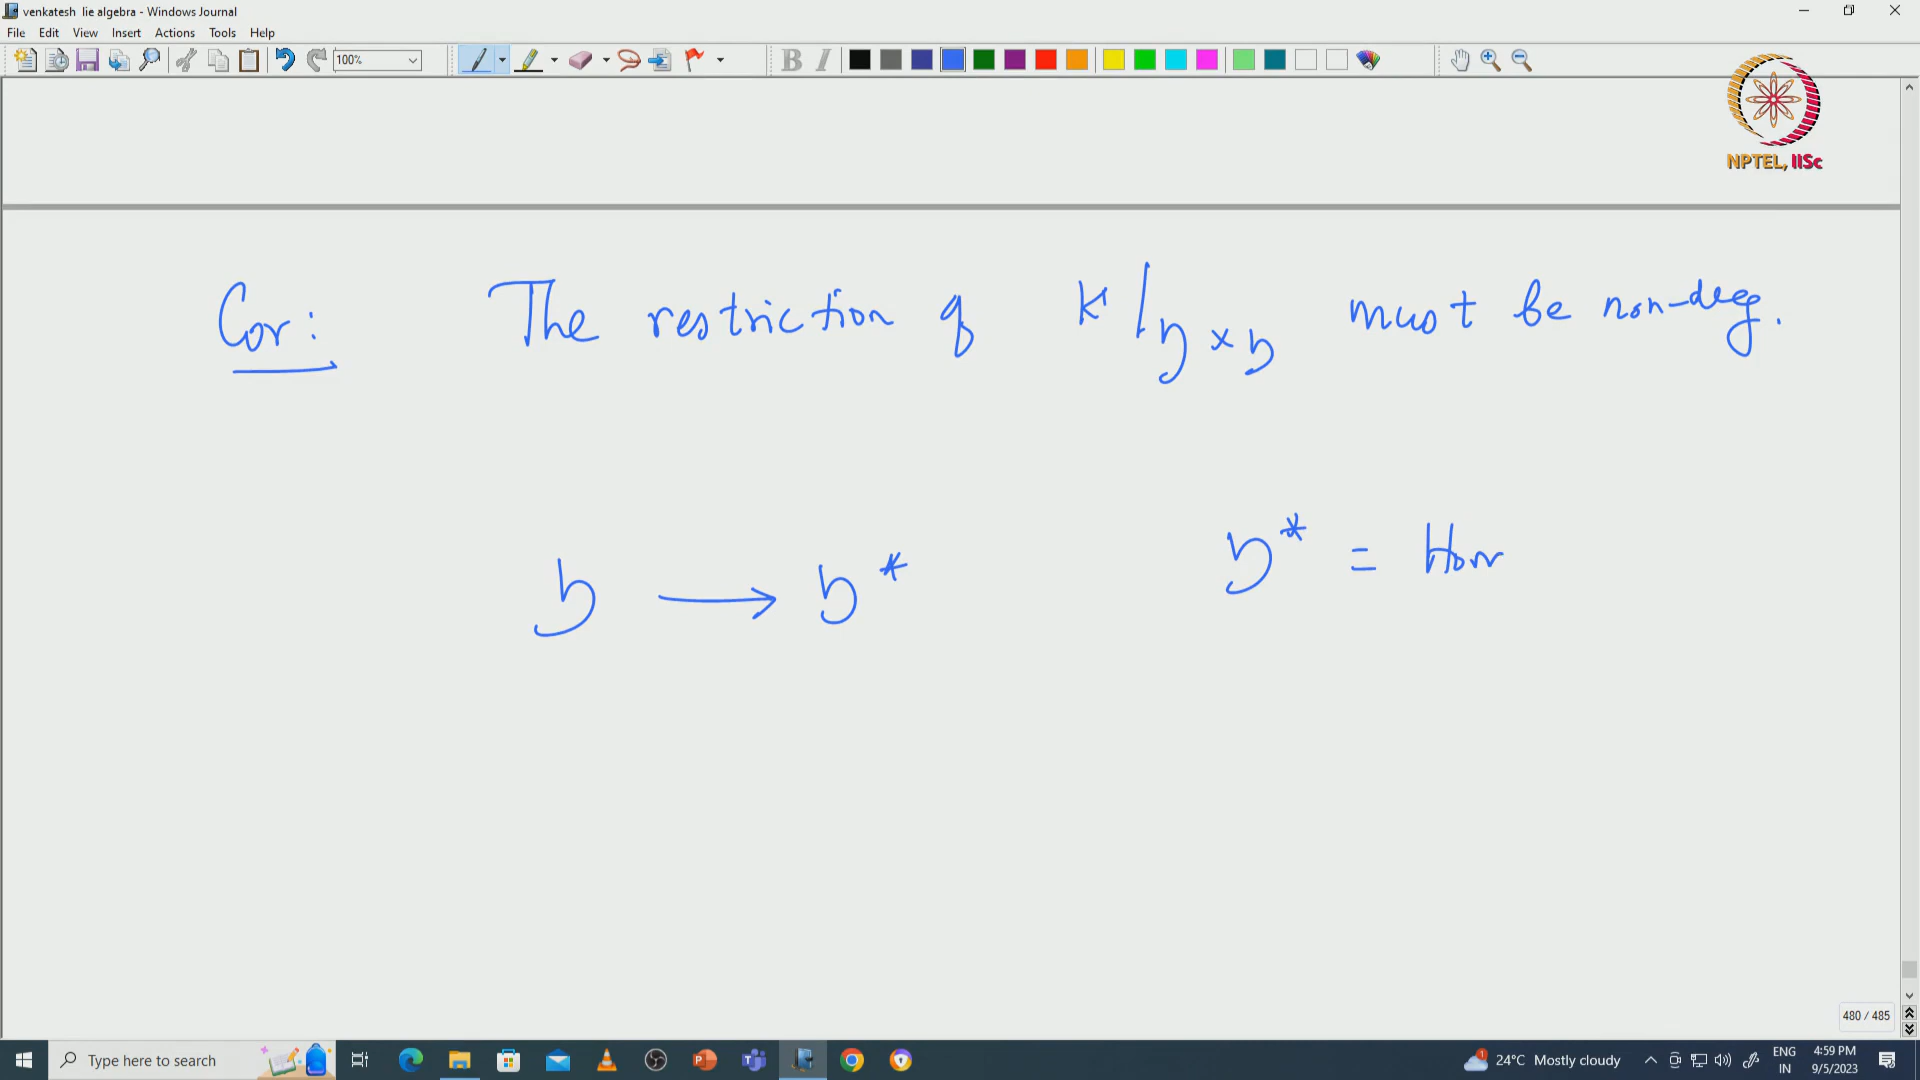 venkatesh lie algebra - Windows Journal
File Edit View Insert Actions Tools Help
100%
B I
NPTEL, IISc
Cor: The restriction of κ|𝔥×𝔥 must be non-deg.
𝔥 → 𝔥*
𝔥* = Hom
480 / 485
Type here to search
24°C Mostly cloudy
ENG
IN
4:59 PM
9/5/2023